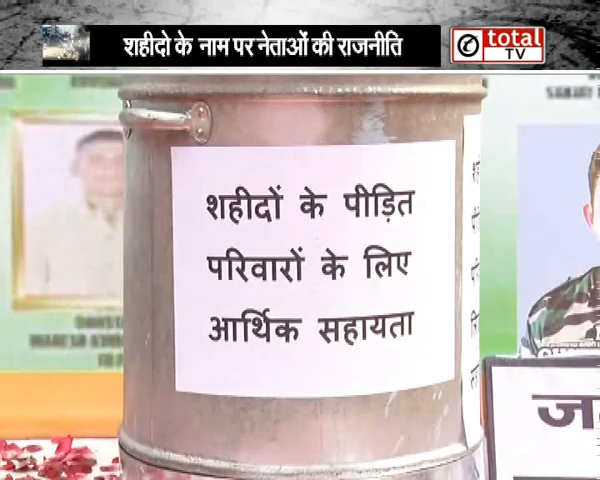 शहीदो के नाम पर नेताओं की राजनीति
total
TV
शहीदों के पीड़ित
परिवारों के लिए
आर्थिक सहायता